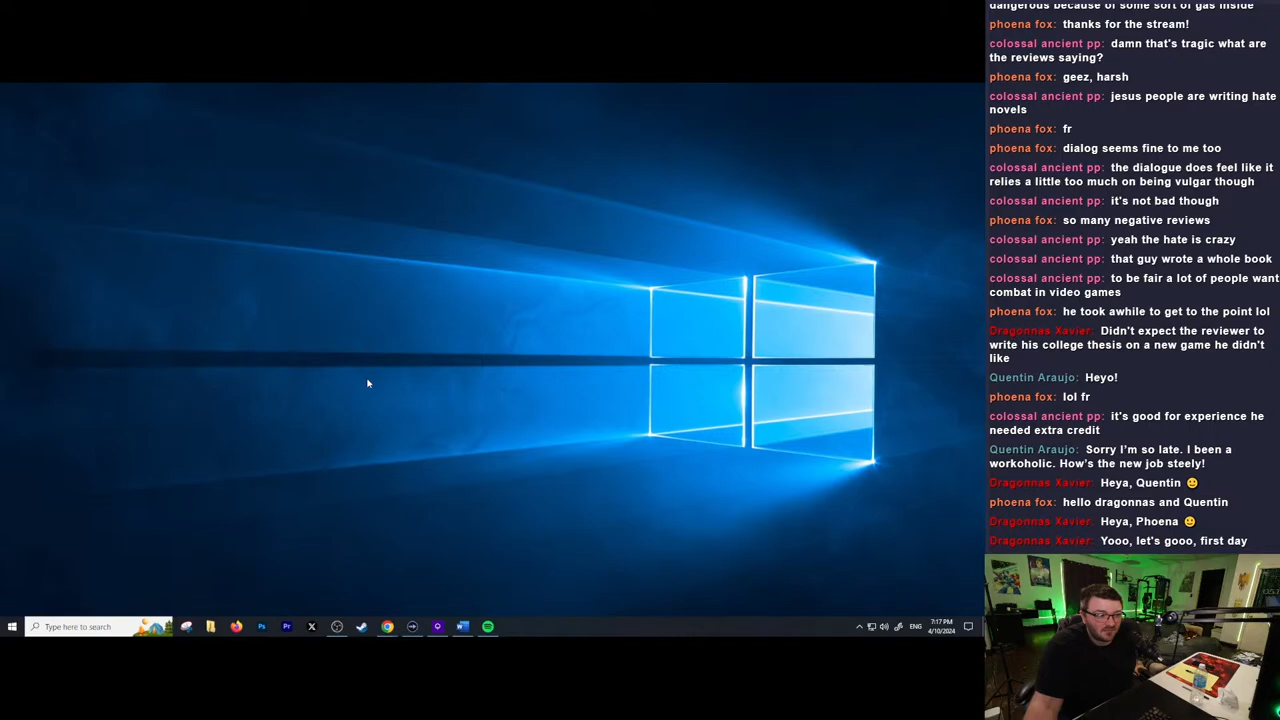 dangerous because of some sort of gas inside
phoena fox: thanks for the stream!
colossal ancient pp: damn that's tragic what are
the reviews saying?
phoena fox: geez, harsh
colossal ancient pp: jesus people are writing hate
novels
phoena fox: fr
phoena fox: dialog seems fine to me too
colossal ancient pp: the dialogue does feel like it
relies a little too much on being vulgar though
colossal ancient pp: it's not bad though
phoena fox: so many negative reviews
colossal ancient pp: yeah the hate is crazy
colossal ancient pp: that guy wrote a whole book
colossal ancient pp: to be fair a lot of people want
combat in video games
phoena fox: he took awhile to get to the point lol
Dragonnas Xavier: Didn't expect the reviewer to
write his college thesis on a new game he didn't
like
Quentin Araujo: Heyo!
phoena fox: lol fr
colossal ancient pp: it's good for experience he
needed extra credit
Quentin Araujo: Sorry I'm so late. I been a
workoholic. How's the new job steely!
Dragonnas Xavier: Heya, Quentin 🙂
phoena fox: hello dragonnas and Quentin
Dragonnas Xavier: Heya, Phoena 🙂
Dragonnas Xavier: Yooo, let's gooo, first day
Type here to search
Ps
Pr
X
W
ENG
7:17 PM
4/10/2024